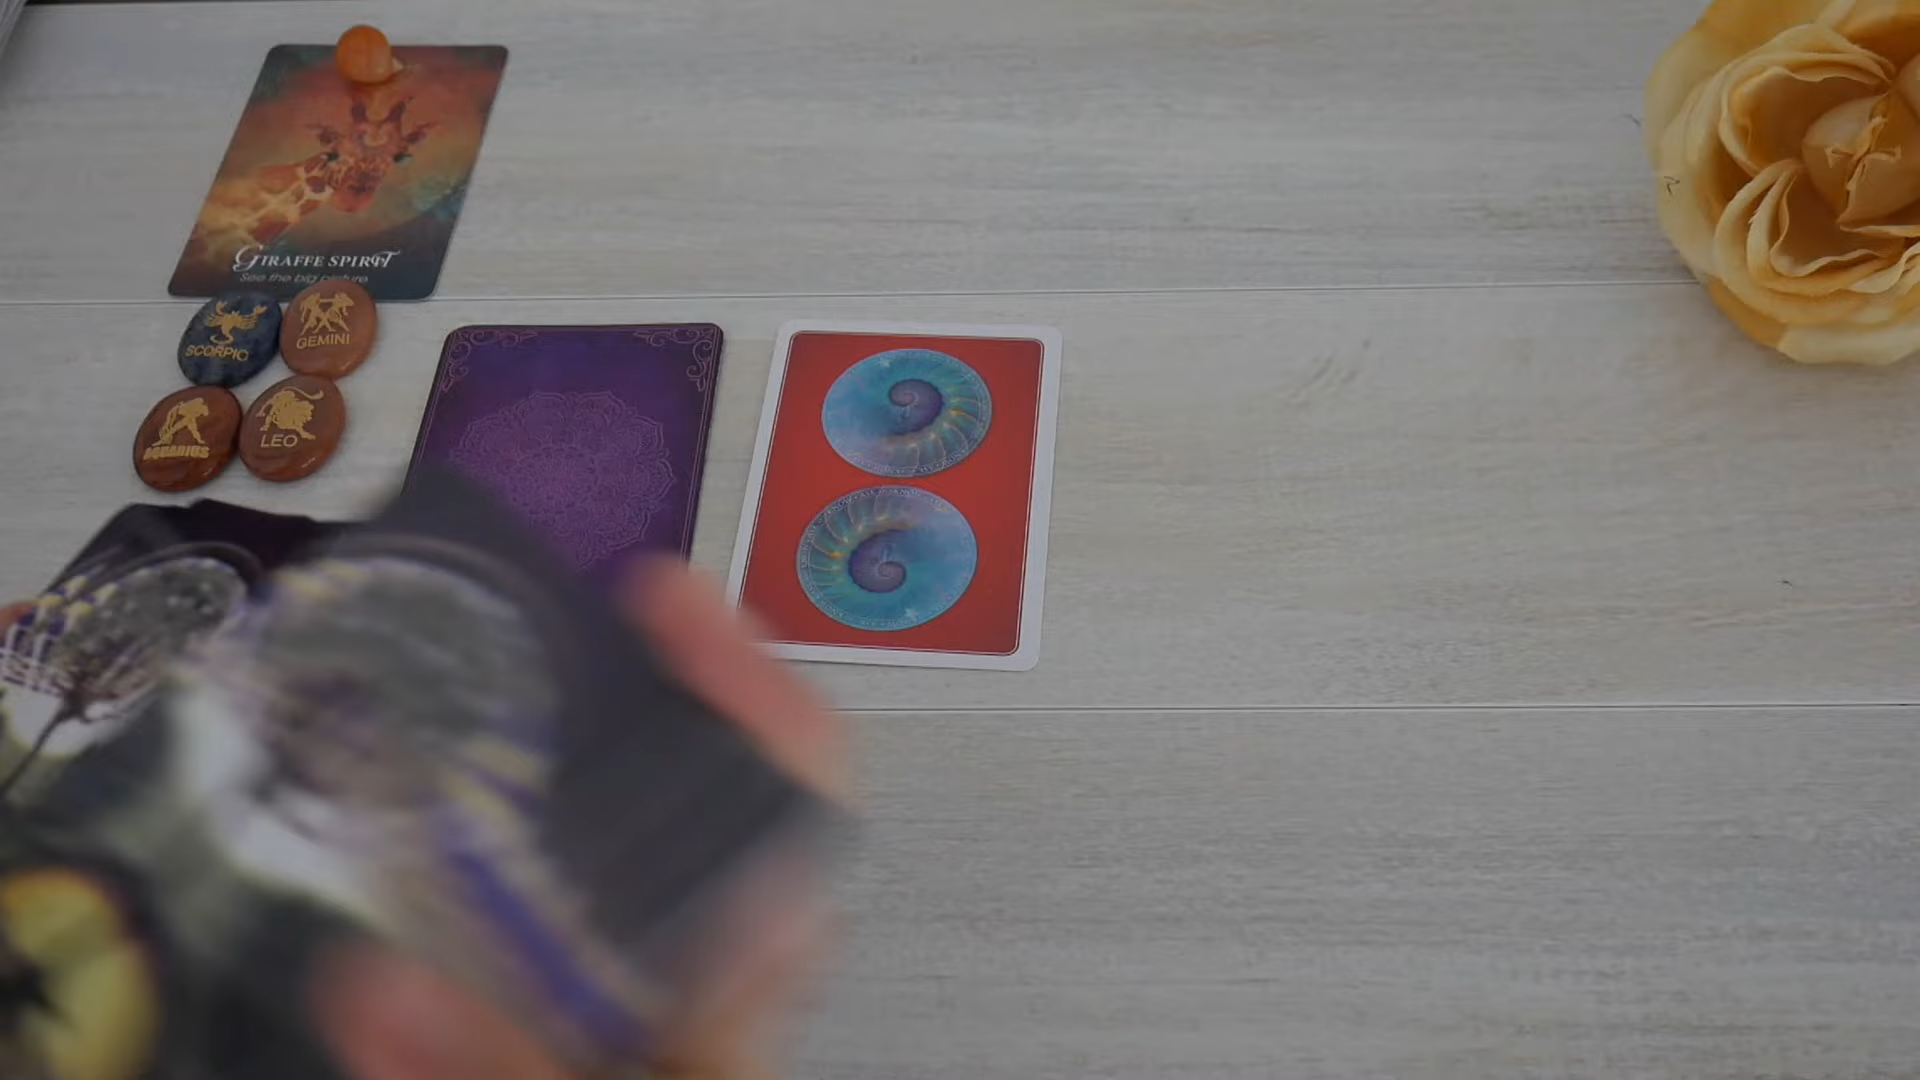 GIRAFFE SPIRIT
See the big picture
SCORPIO
GEMINI
AQUARIUS
LEO